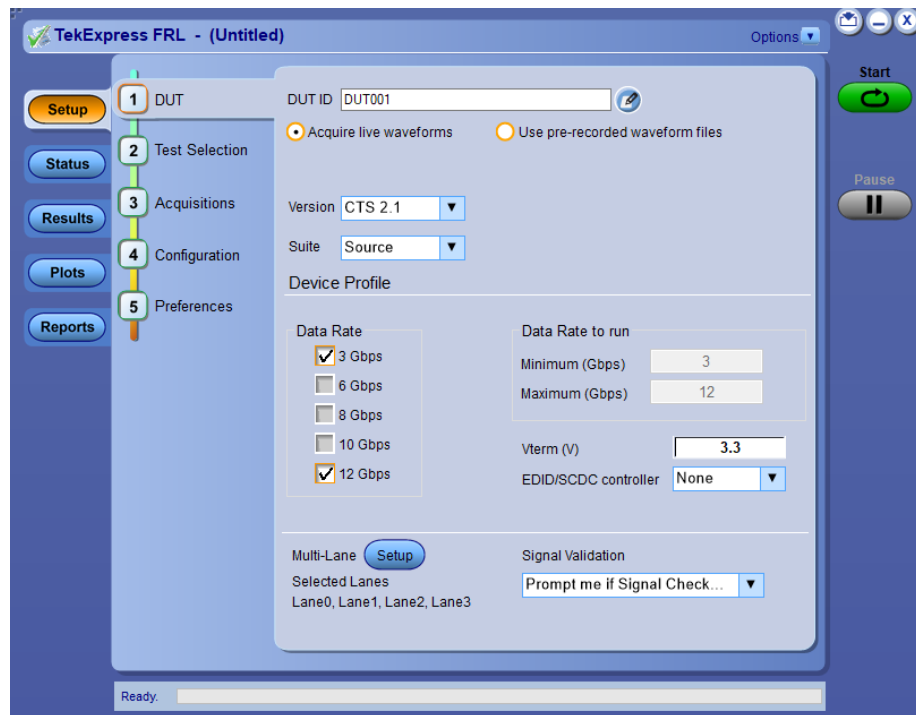 TekExpress FRL - (Untitled)
Options
Start
Pause
Setup
Status
Results
Plots
Reports
1 DUT
2 Test Selection
3 Acquisitions
4 Configuration
5 Preferences
DUT ID DUT001
Acquire live waveforms
Use pre-recorded waveform files
Version CTS 2.1
Suite Source
Device Profile
Data Rate
3 Gbps
6 Gbps
8 Gbps
10 Gbps
12 Gbps
Data Rate to run
Minimum (Gbps) 3
Maximum (Gbps) 12
Vterm (V) 3.3
EDID/SCDC controller None
Multi-Lane Setup
Selected Lanes
Lane0, Lane1, Lane2, Lane3
Signal Validation
Prompt me if Signal Check...
Ready.